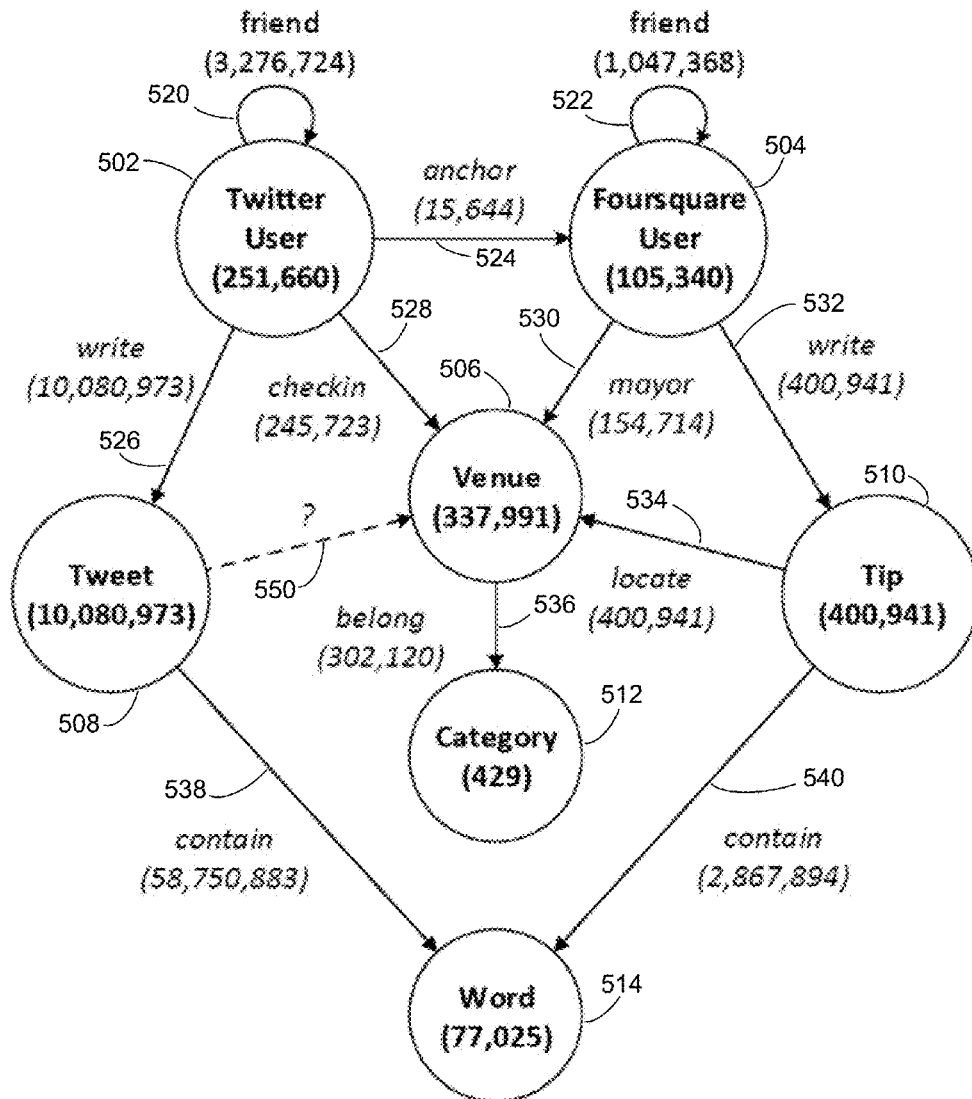 friend
(3,276,724)
friend
(1,047,368)
520
522
502
504
Twitter
User
(251,660)
anchor
(15,644)
524
Foursquare
User
(105,340)
528
530
532
write
(10,080,973)
checkin
(245,723)
506
mayor
(154,714)
write
(400,941)
526
Venue
(337,991)
510
?
534
Tweet
(10,080,973)
550
Tip
(400,941)
belong
(302,120)
536
locate
(400,941)
508
Category
(429)
512
538
540
contain
(58,750,883)
contain
(2,867,894)
Word
(77,025)
514